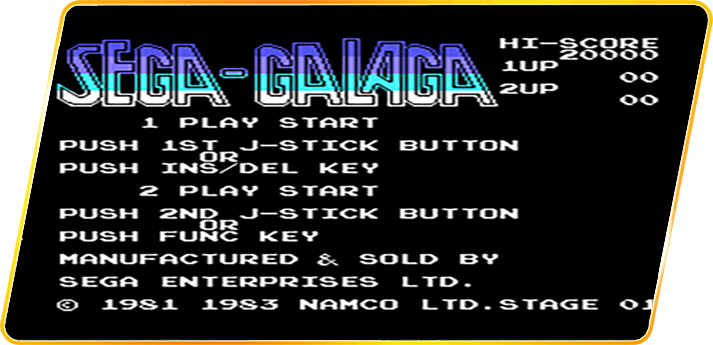 SEGA-GALAGA
HI-SCORE
20000
1UP
00
2UP
00
1 PLAY START
PUSH 1ST J-STICK BUTTON
OR
PUSH INS/DEL KEY
2 PLAY START
PUSH 2ND J-STICK BUTTON
OR
PUSH FUNC KEY
MANUFACTURED & SOLD BY
SEGA ENTERPRISES LTD.
© 1981 1983 NAMCO LTD.STAGE 01